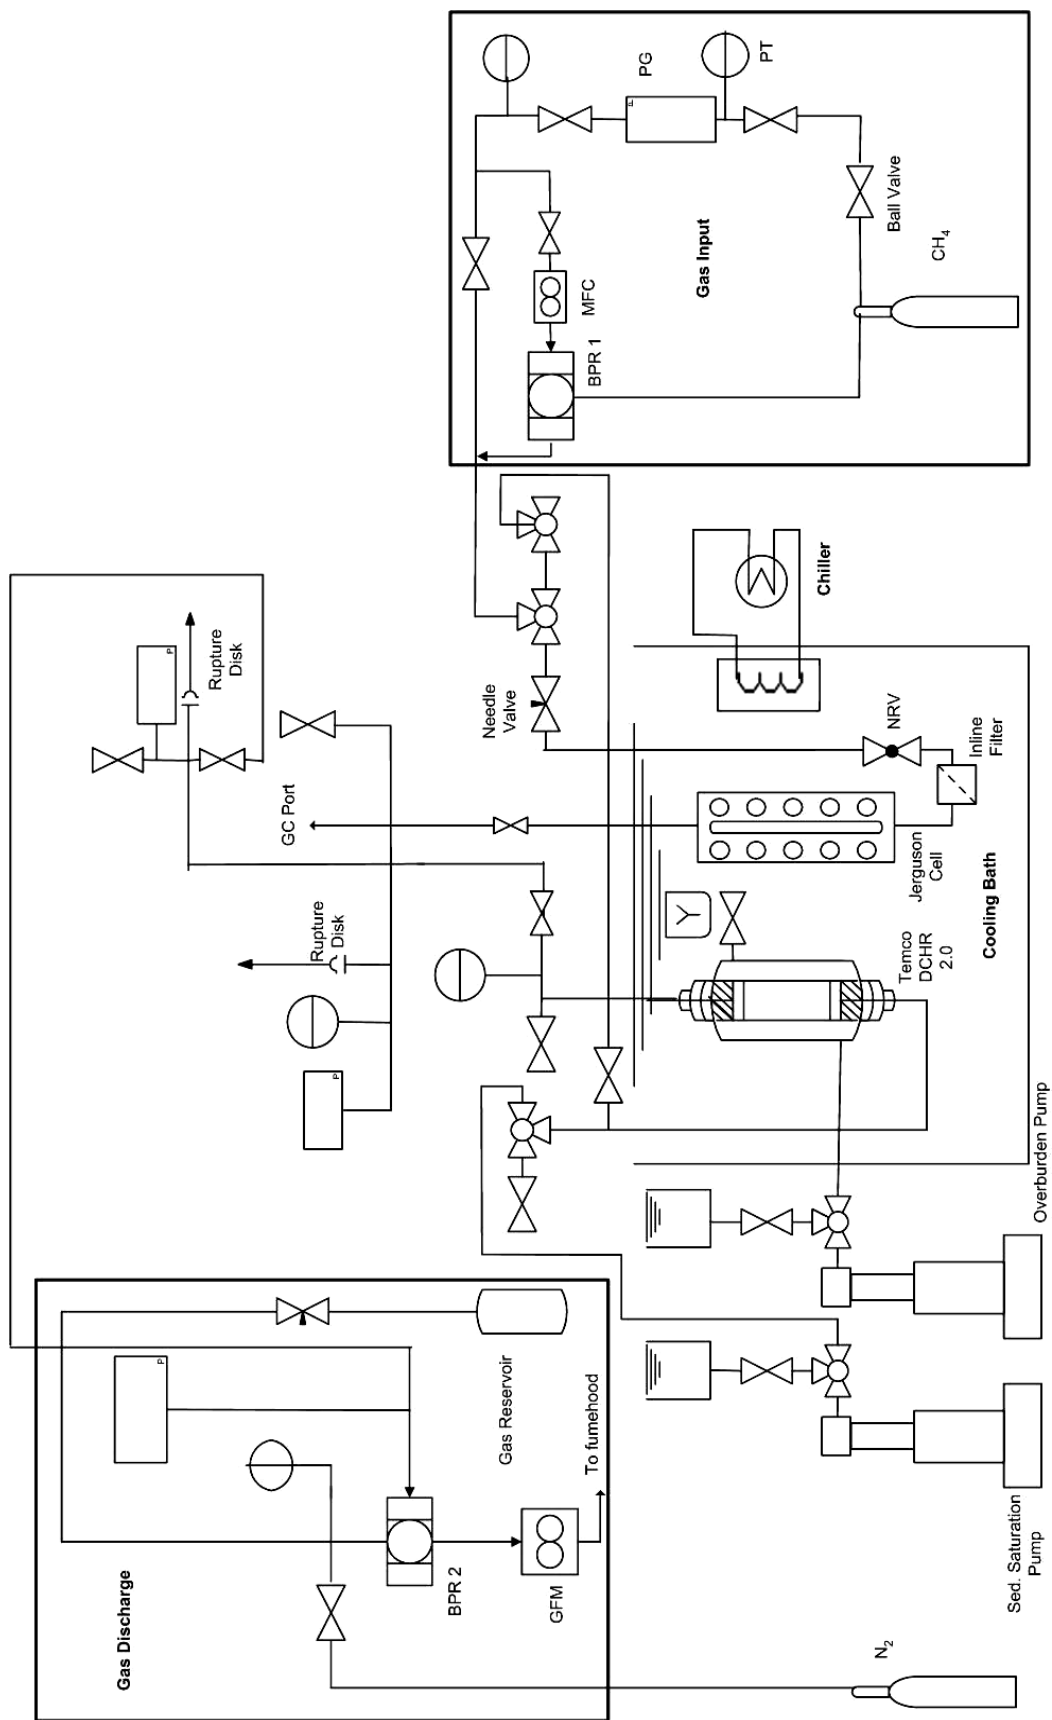 Gas Discharge
P
P
Rupture
Disk
P
GC Port
Rupture
Disk
BPR 2
Needle
Valve
Gas Reservoir
GFM
To fumehood
BPR 1
MFC
P
PG
Gas Input
PT
Chiller
N₂
NRV
Ball Valve
Temco
DCHR
2.0
Jerguson
Cell
CH₄
Inline
Filter
Cooling Bath
Sed. Saturation
Pump
Overburden Pump